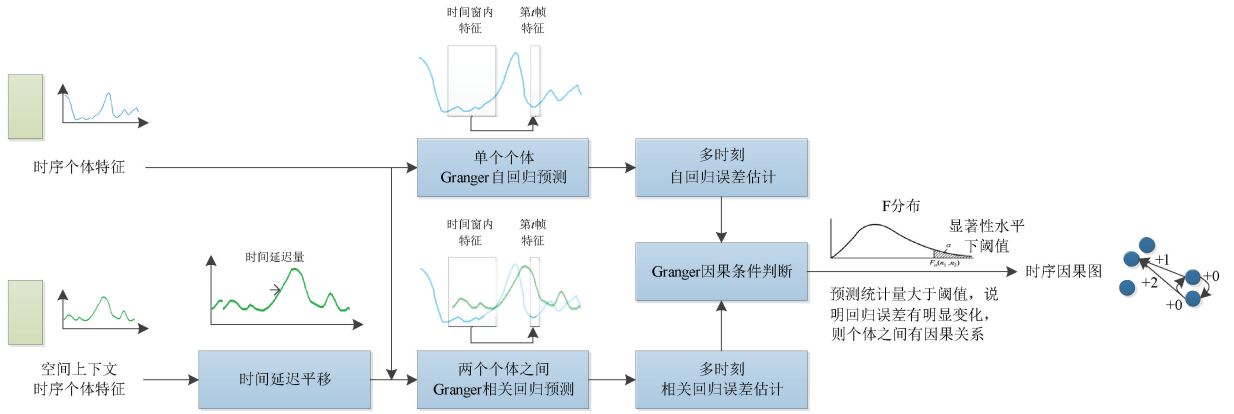 时间窗内
特征
第t帧
特征
时序个体特征
单个个体
Granger自回归预测
多时刻
自回归误差估计
时间延迟量
时间窗内
特征
第t帧
特征
F分布
显著性水平
下阈值
α
Fα(n1,n2)
Granger因果条件判断
时序因果图
+1
+2
+0
+0
预测统计量大于阈值，说
明回归误差有明显变化，
则个体之间有因果关系
空间上下文
时序个体特征
时间延迟平移
两个个体之间
Granger相关回归预测
多时刻
相关回归误差估计